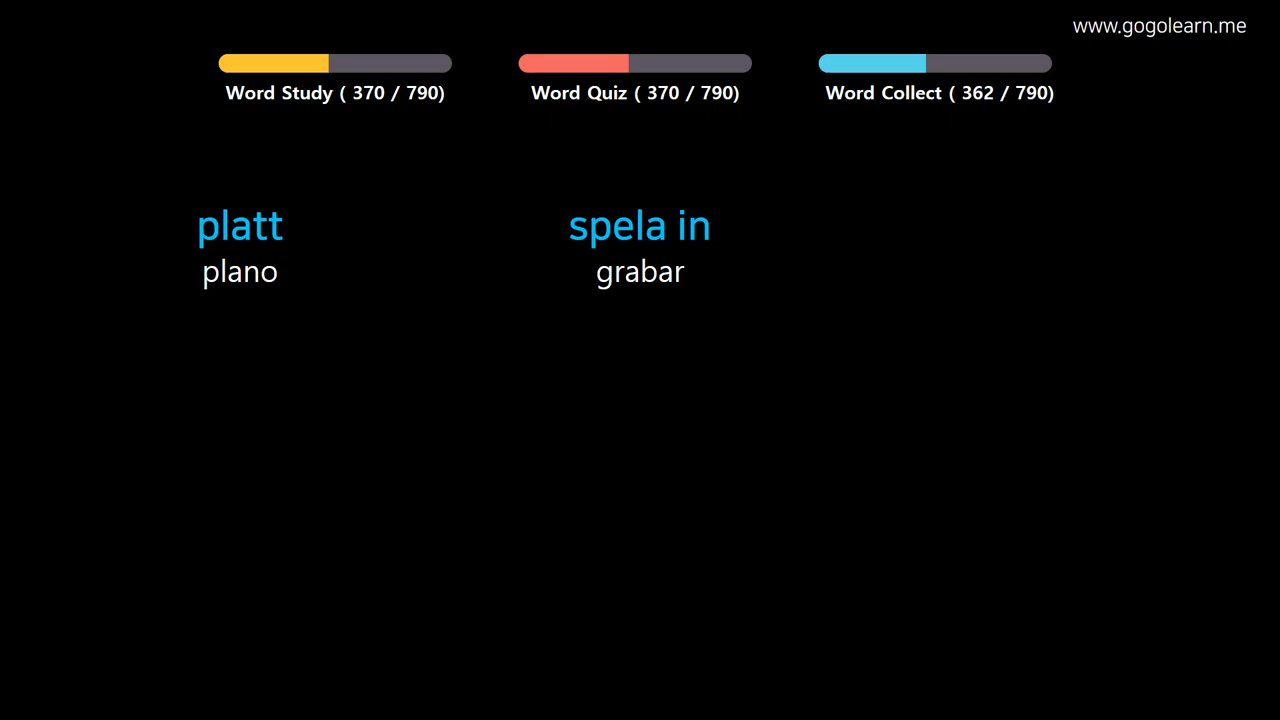 www.gogolearn.me
Word Study ( 370 / 790)
Word Quiz ( 370 / 790)
Word Collect ( 362 / 790)
platt
plano
spela in
grabar